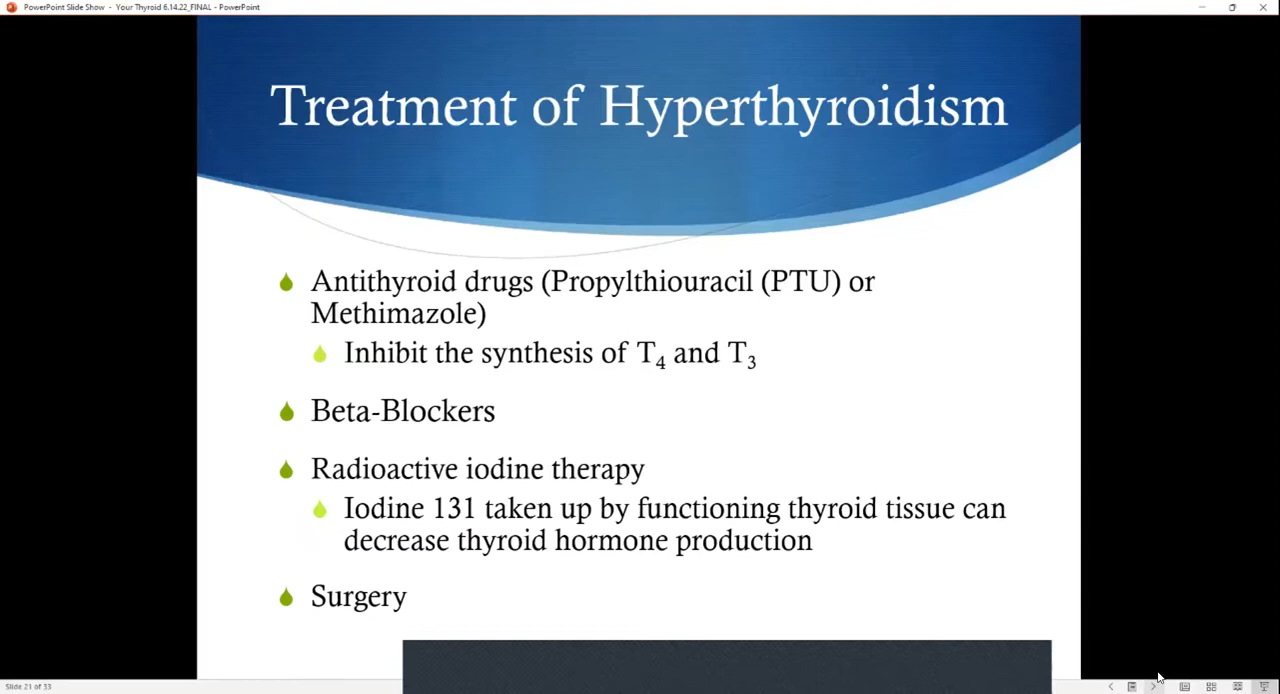 PowerPoint Slide Show - Your Thyroid 6.14.22_FINAL - PowerPoint
Treatment of Hyperthyroidism
Antithyroid drugs (Propylthiouracil (PTU) or
Methimazole)
Inhibit the synthesis of T₄ and T₃
Beta-Blockers
Radioactive iodine therapy
Iodine 131 taken up by functioning thyroid tissue can
decrease thyroid hormone production
Surgery
Slide 21 of 33